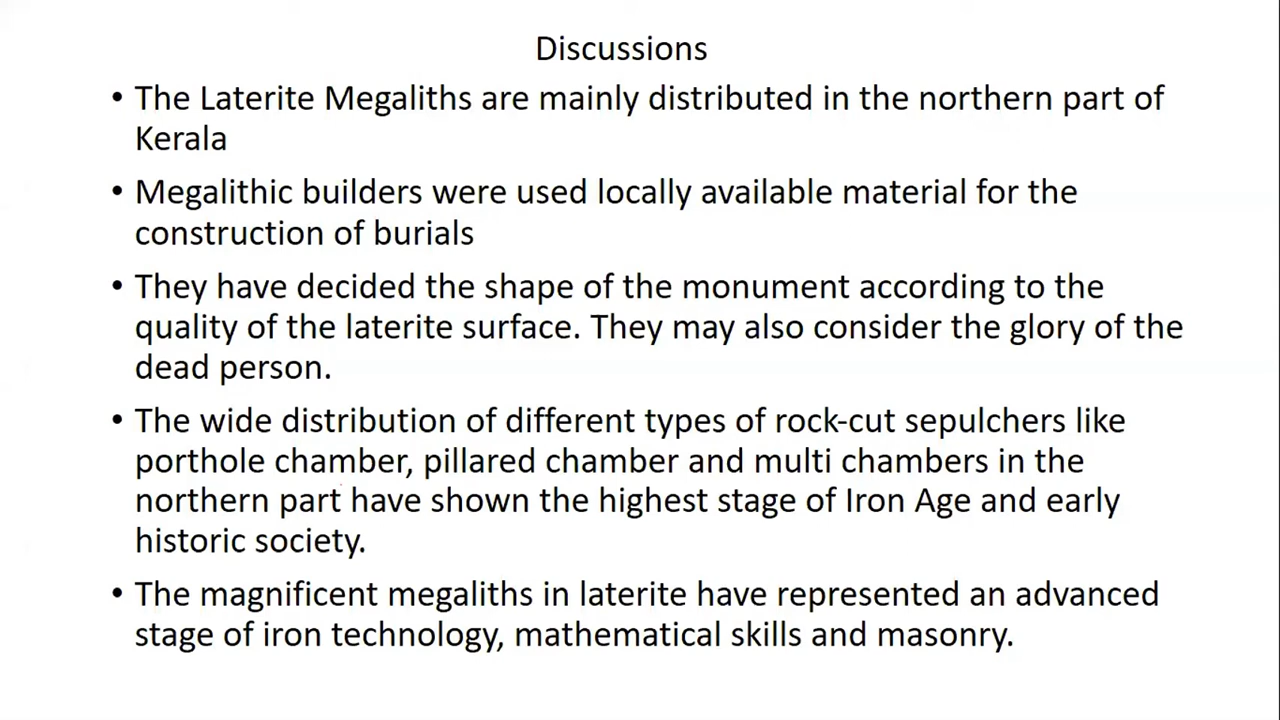 Discussions
• The Laterite Megaliths are mainly distributed in the northern part of
Kerala
• Megalithic builders were used locally available material for the
construction of burials
• They have decided the shape of the monument according to the
quality of the laterite surface. They may also consider the glory of the
dead person.
• The wide distribution of different types of rock-cut sepulchers like
porthole chamber, pillared chamber and multi chambers in the
northern part have shown the highest stage of Iron Age and early
historic society.
• The magnificent megaliths in laterite have represented an advanced
stage of iron technology, mathematical skills and masonry.